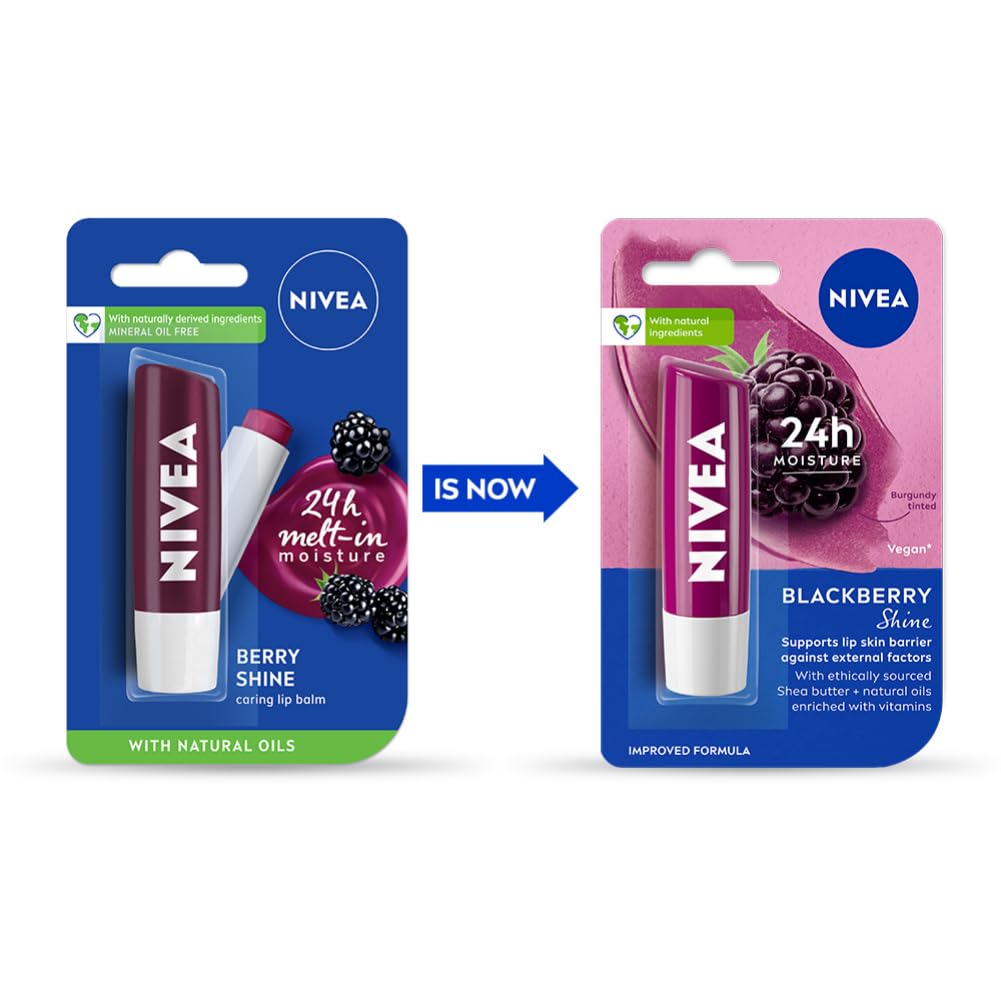 NIVEA
With naturally derived ingredients
MINERAL OIL FREE
NIVEA
24h
melt-in
moisture
BERRY
SHINE
caring lip balm
WITH NATURAL OILS
IS NOW
NIVEA
With natural
ingredients
NIVEA
24h
MOISTURE
Burgundy
tinted
Vegan*
BLACKBERRY
Shine
Supports lip skin barrier
against external factors
With ethically sourced
Shea butter + natural oils
enriched with vitamins
IMPROVED FORMULA